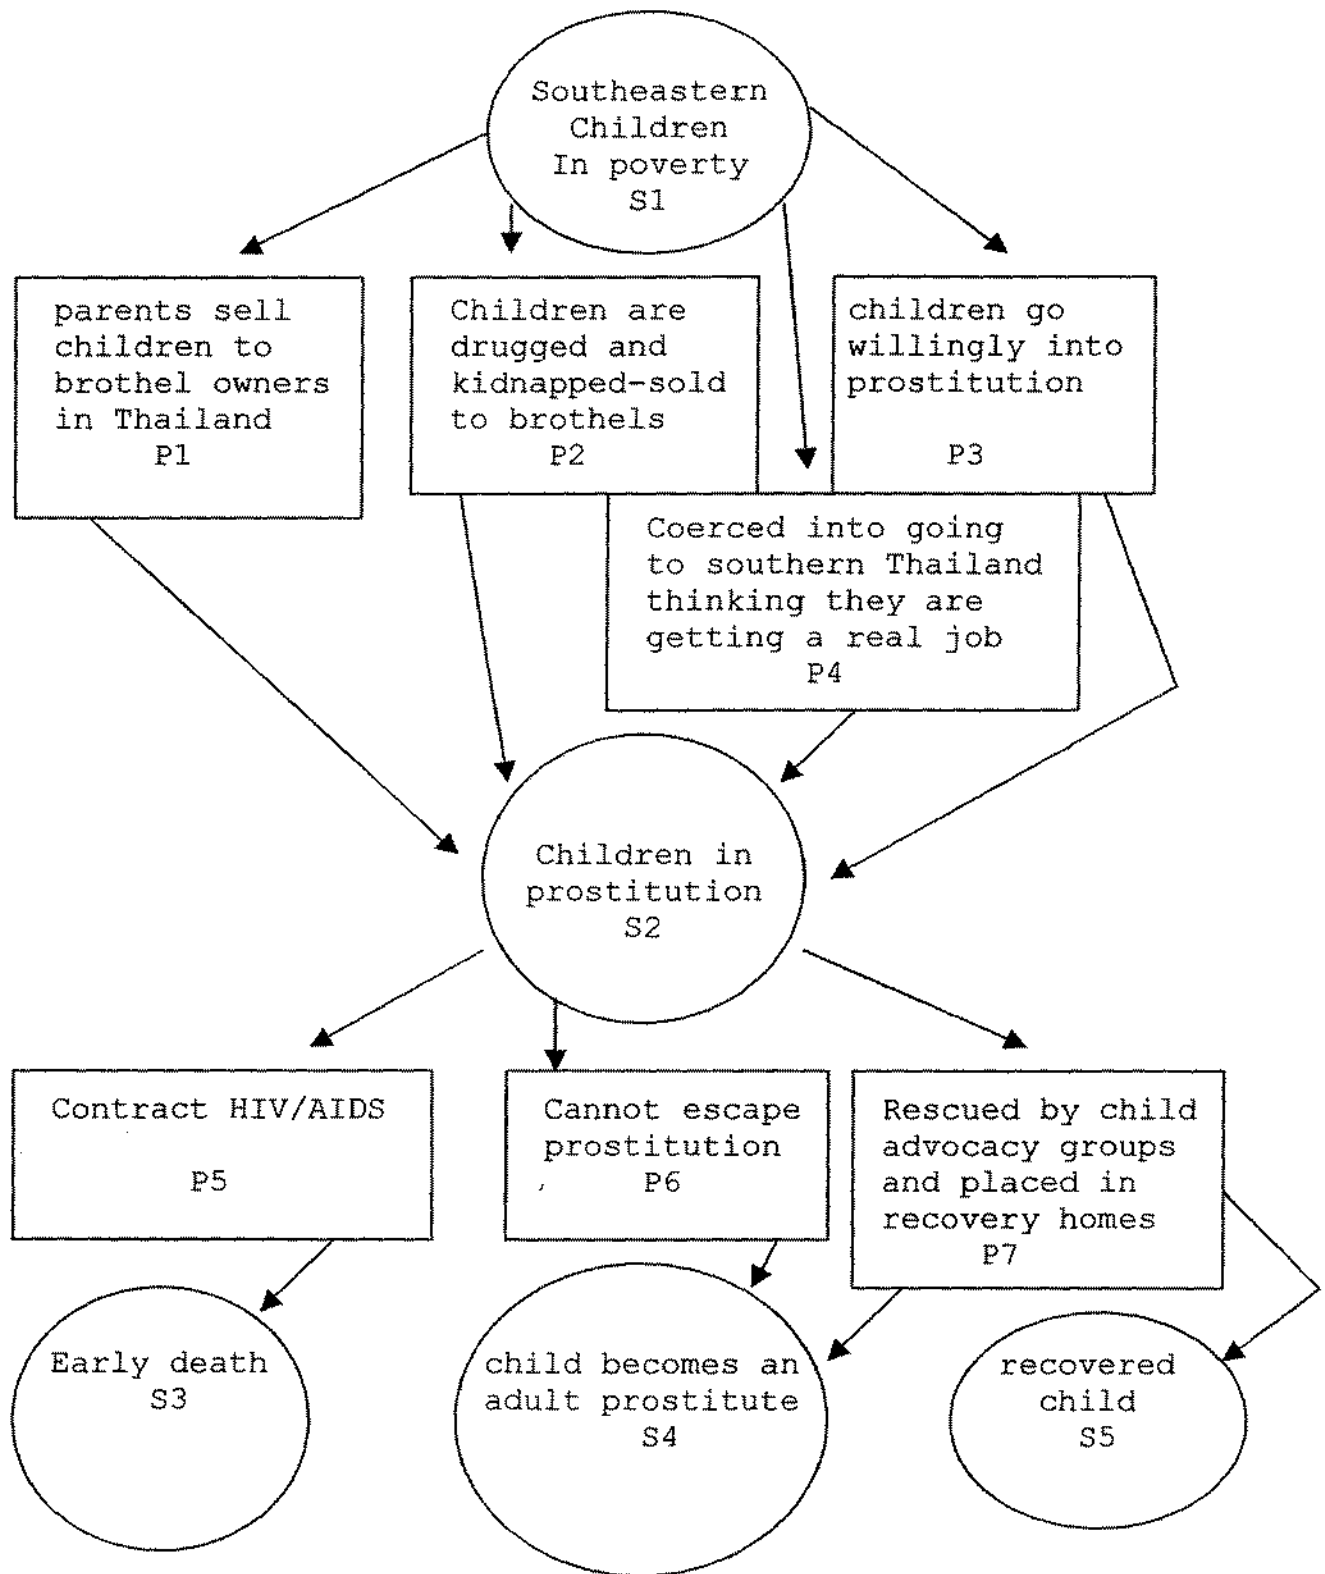 Southeastern
Children
In poverty
S1
parents sell
children to
brothel owners
in Thailand
P1
Children are
drugged and
kidnapped-sold
to brothels
P2
children go
willingly into
prostitution
P3
Coerced into going
to southern Thailand
thinking they are
getting a real job
P4
Children in
prostitution
S2
Contract HIV/AIDS
P5
Cannot escape
prostitution
P6
Rescued by child
advocacy groups
and placed in
recovery homes
P7
Early death
S3
child becomes an
adult prostitute
S4
recovered
child
S5